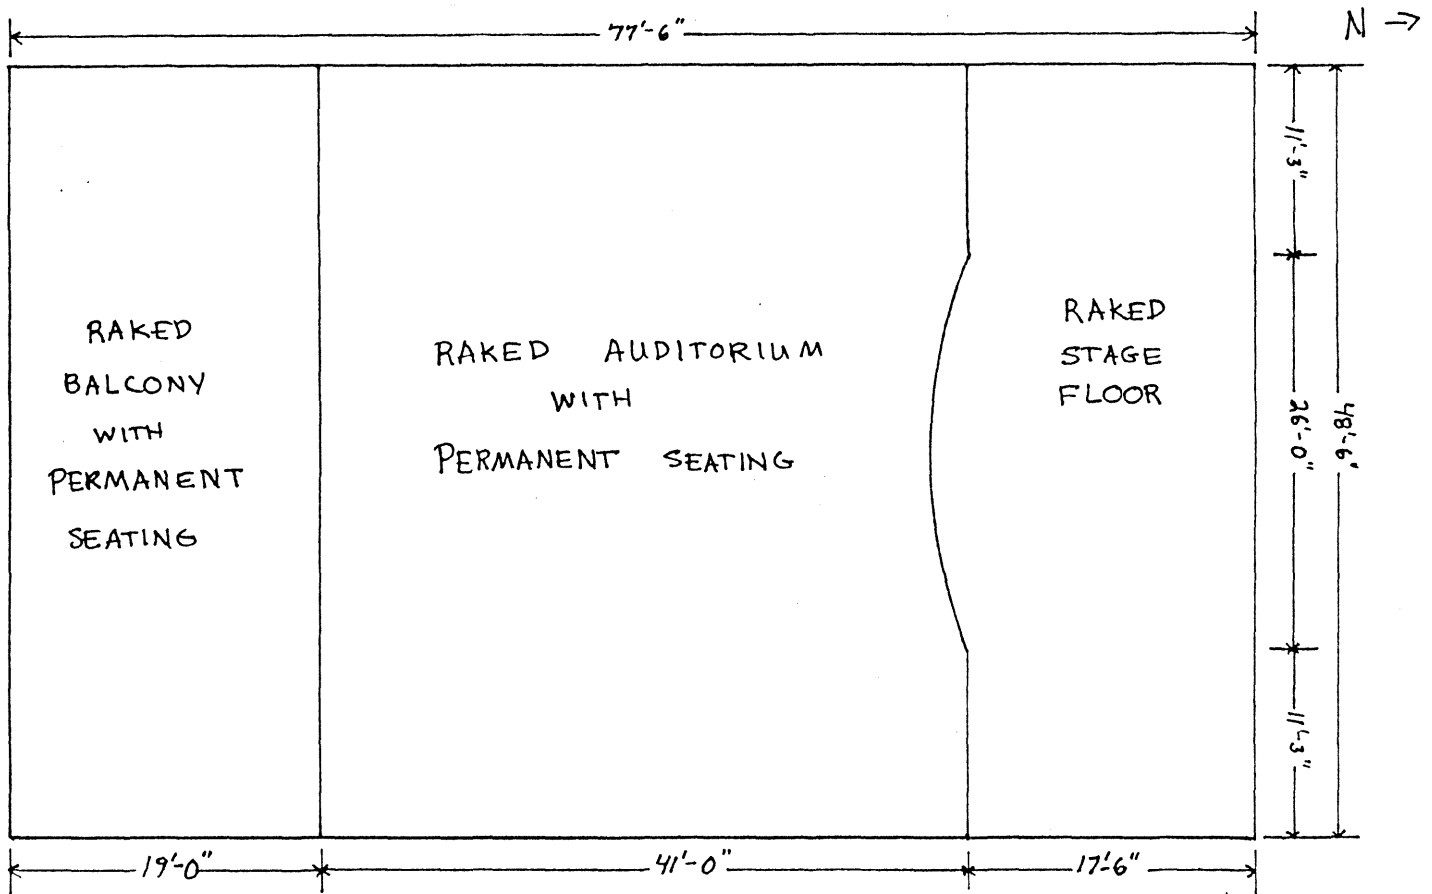 77'-6"
N →
11'-3"
RAKED
BALCONY
WITH
PERMANENT
SEATING
RAKED AUDITORIUM
WITH
PERMANENT SEATING
RAKED
STAGE
FLOOR
26'-0"
48'-6"
11'-3"
19'-0"
41'-0"
17'-6"